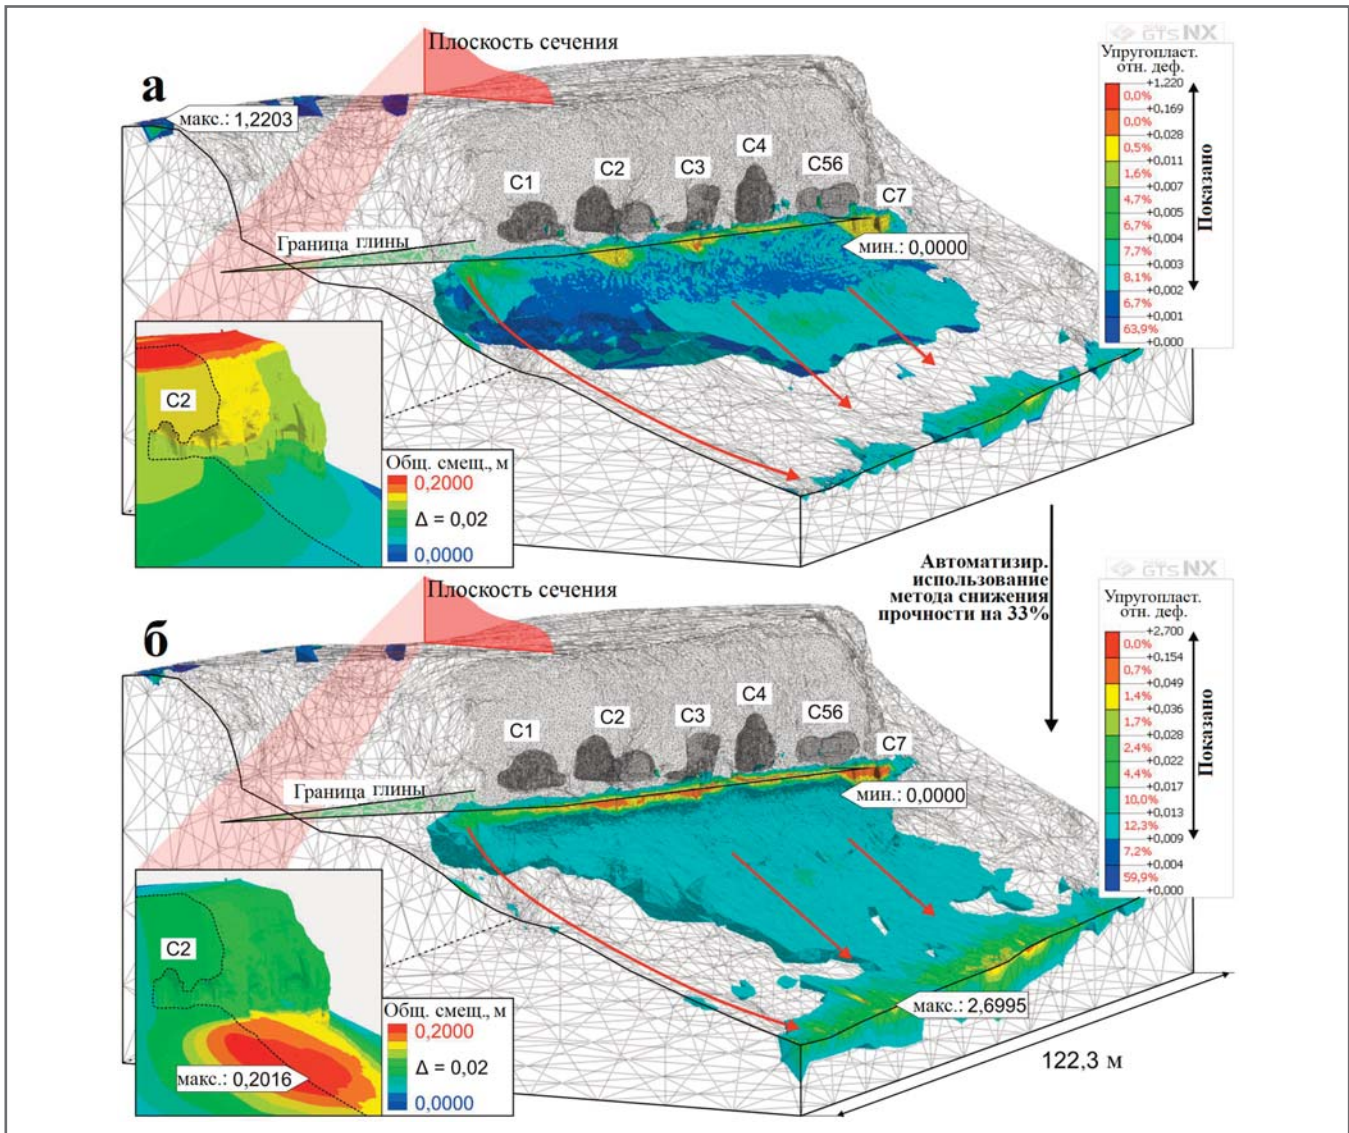 Плоскость сечения
а
макс.: 1,2203
C1
C2
C3
C4
C56
C7
Граница глины
мин.: 0,0000
C2
Общ. смещ., м
0,2000
Δ = 0,02
0,0000
GTS NX
Упругопласт.
отн. деф.
+1,220
0,0%
+0,169
0,0%
+0,028
0,5%
+0,011
1,6%
+0,007
4,7%
+0,005
6,7%
+0,004
7,7%
+0,003
8,1%
+0,002
6,7%
+0,001
63,9%
+0,000
Показано
Автоматизир.
использование
метода снижения
прочности на 33%
Плоскость сечения
б
C1
C2
C3
C4
C56
C7
Граница глины
мин.: 0,0000
C2
макс.: 0,2016
Общ. смещ., м
0,2000
Δ = 0,02
0,0000
макс.: 2,6995
122,3 м
GTS NX
Упругопласт.
отн. деф.
+2,700
0,0%
+0,154
0,7%
+0,049
1,4%
+0,036
1,7%
+0,028
2,4%
+0,022
4,4%
+0,017
10,0%
+0,013
12,3%
+0,009
7,2%
+0,004
59,9%
+0,000
Показано